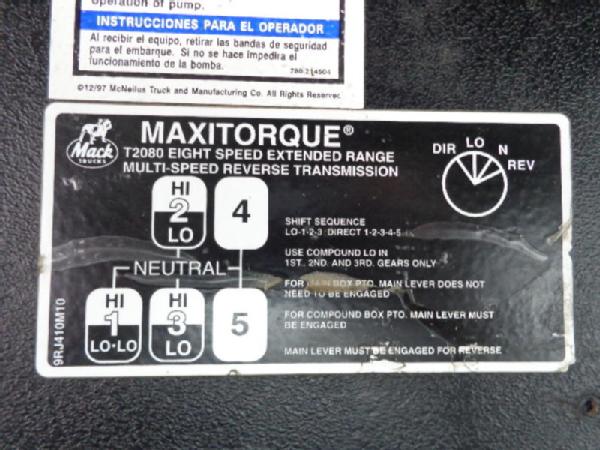 operation of pump.
INSTRUCCIONES PARA EL OPERADOR
Al recibir el equipo, retirar las bandas de seguridad
para el embarque. Si no se hace impedira el
funcionamiento de la bomba.
780.214504
©12/97 McNeilus Truck and Manufacturing Co. All Rights Reserved
Mack
TRUCKS
MAXITORQUE®
T2080 EIGHT SPEED EXTENDED RANGE
MULTI-SPEED REVERSE TRANSMISSION
DIR LO N
REV
HI
2
LO
4
NEUTRAL
HI
1
LO-LO
HI
3
LO
5
SHIFT SEQUENCE
LO-1-2-3 DIRECT 1-2-3-4-5
USE COMPOUND LO IN
1ST., 2ND. AND 3RD. GEARS ONLY
FOR MAIN BOX PTO. MAIN LEVER DOES NOT
NEED TO BE ENGAGED
FOR COMPOUND BOX PTO. MAIN LEVER MUST
BE ENGAGED
MAIN LEVER MUST BE ENGAGED FOR REVERSE
9RJ410M10